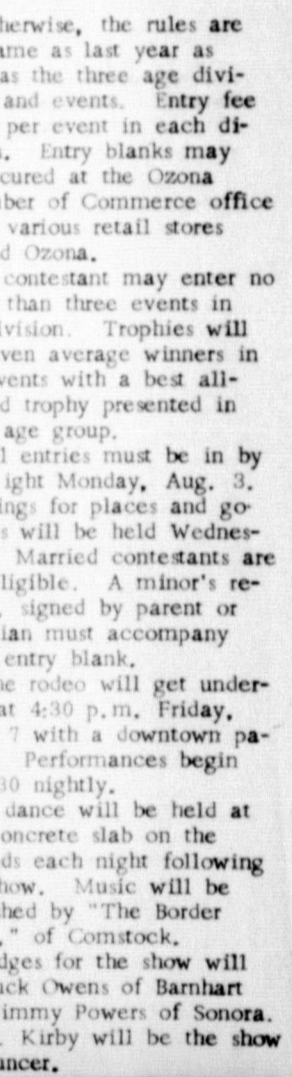 herwise, the rules are
ame as last year as
as the three age divi-
and events. Entry fee
per event in each di-
. Entry blanks may
cured at the Ozona
ber of Commerce office
various retail stores
d Ozona.
contestant may enter no
than three events in
ivision. Trophies will
ven average winners in
vents with a best all-
d trophy presented in
age group.
l entries must be in by
ight Monday, Aug. 3.
ings for places and go-
s will be held Wednes-
Married contestants are
ligible. A minor's re-
, signed by parent or
ian must accompany
entry blank.
e rodeo will get under-
at 4:30 p.m. Friday,
7 with a downtown pa-
Performances begin
30 nightly.
dance will be held at
oncrete slab on the
ds each night following
how. Music will be
hed by "The Border
," of Comstock.
dges for the show will
ck Owens of Barnhart
immy Powers of Sonora.
. Kirby will be the show
ncer.